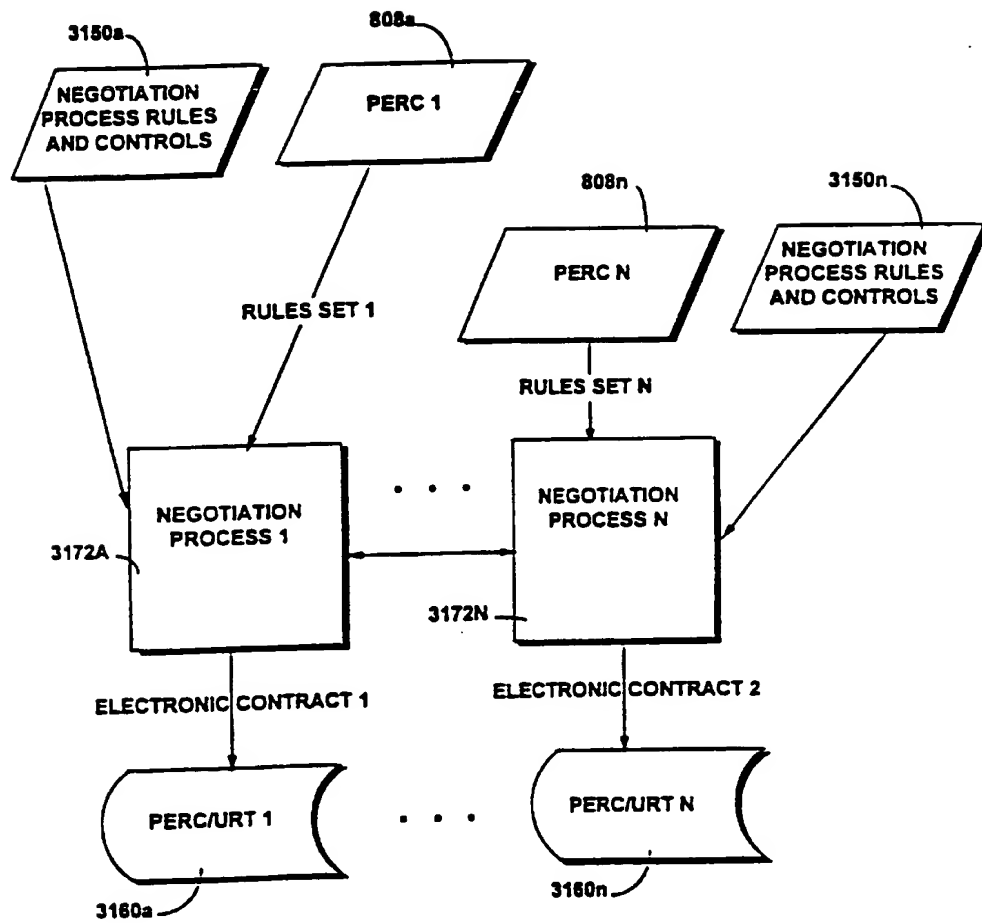 3150a
808a
NEGOTIATION
PROCESS RULES
AND CONTROLS
PERC 1
808n
3150n
PERC N
NEGOTIATION
PROCESS RULES
AND CONTROLS
RULES SET 1
RULES SET N
NEGOTIATION
PROCESS 1
NEGOTIATION
PROCESS N
3172A
3172N
ELECTRONIC CONTRACT 1
ELECTRONIC CONTRACT 2
PERC/URT 1
PERC/URT N
3160a
3160n